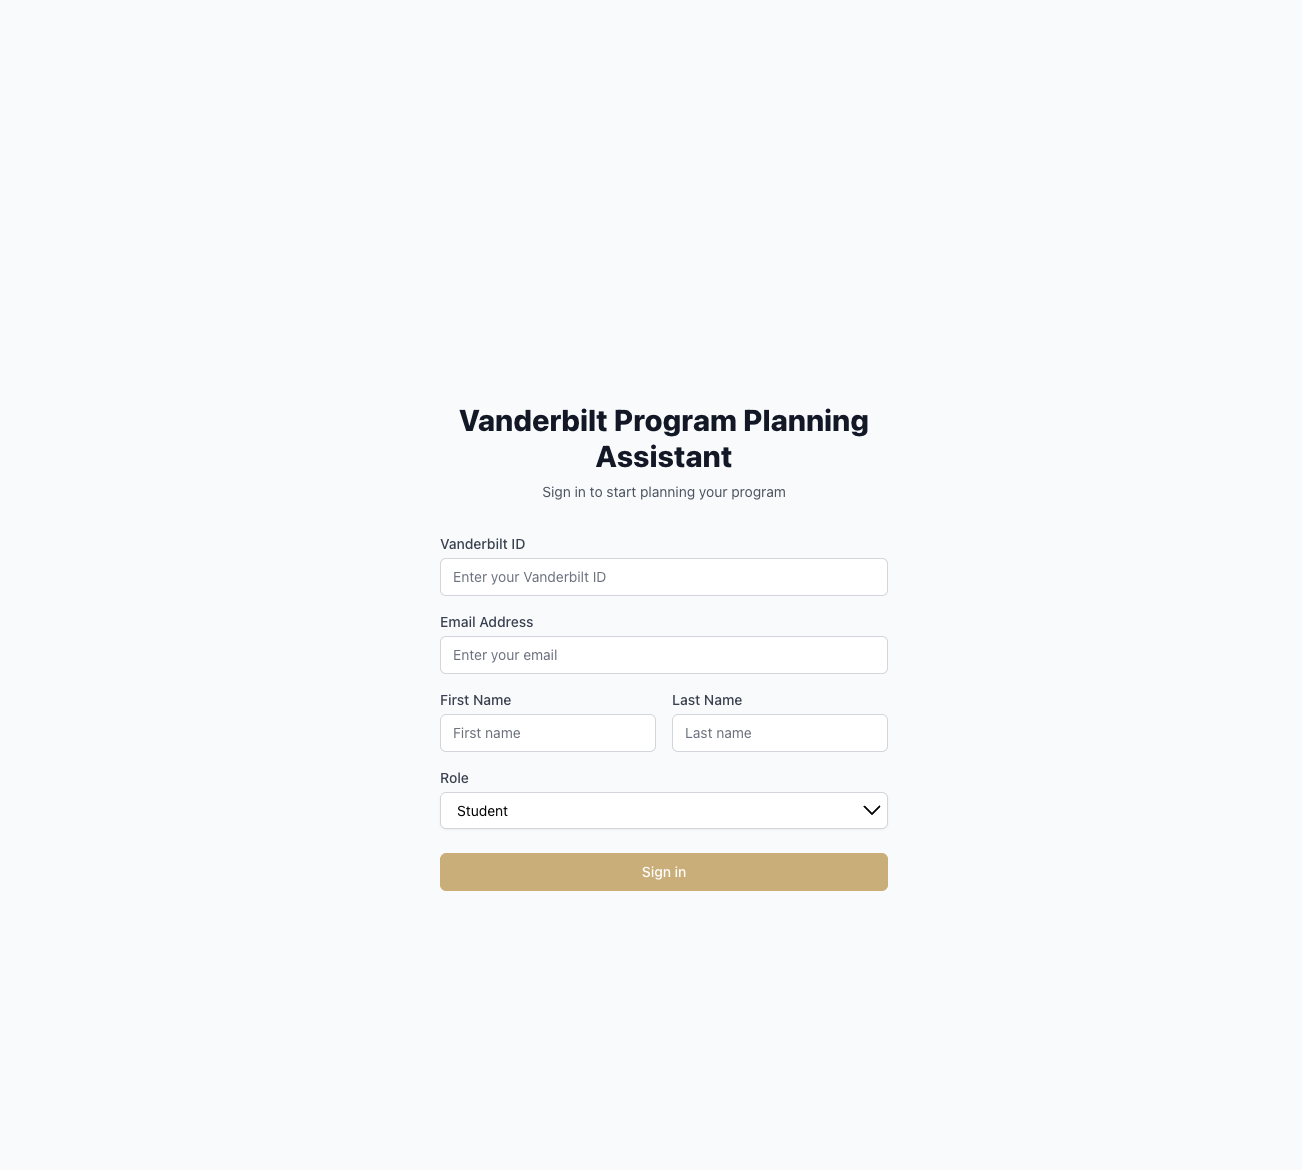 Vanderbilt Program Planning
Assistant
Sign in to start planning your program
Vanderbilt ID
Enter your Vanderbilt ID
Email Address
Enter your email
First Name
Last Name
First name
Last name
Role
Student
Sign in